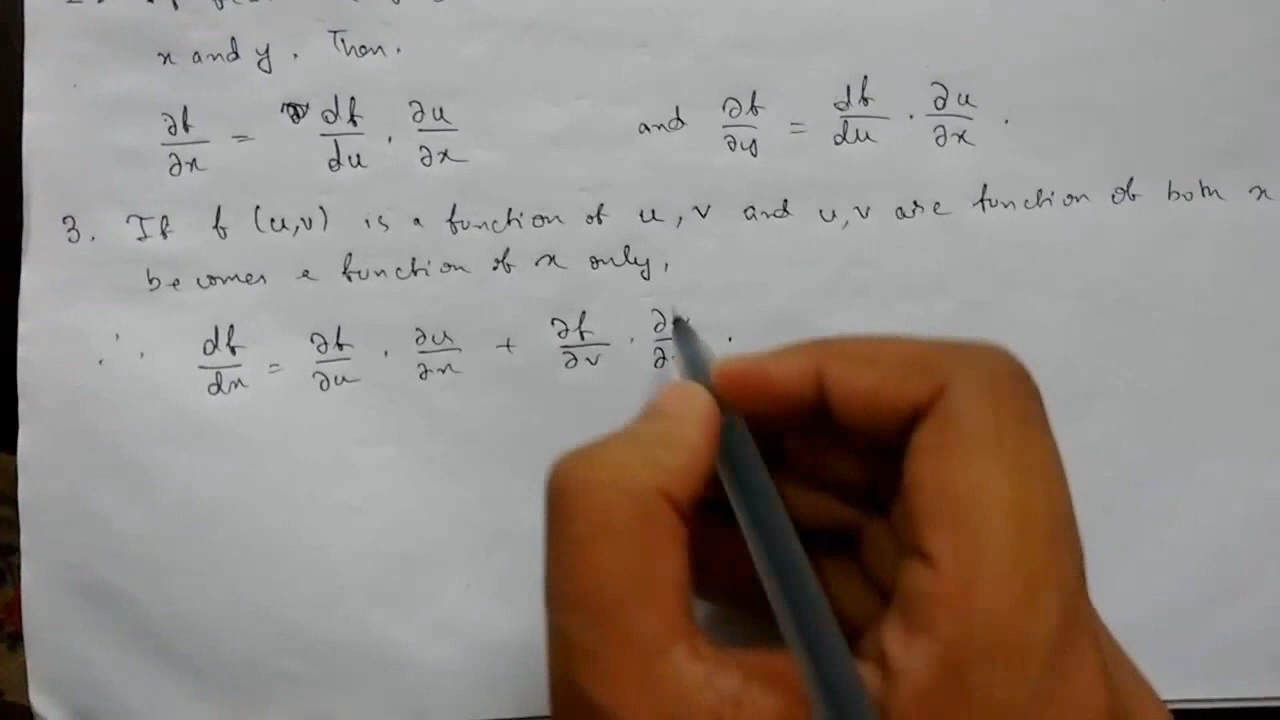 x and y. Then.
∂f/∂x = df/du · ∂u/∂x and ∂f/∂y = df/du · ∂u/∂x .
3. If f (u,v) is a function of u, v and u,v are function of both x
becomes a function of x only,
∴ df/dx = ∂f/∂u · ∂u/∂x + ∂f/∂v ·